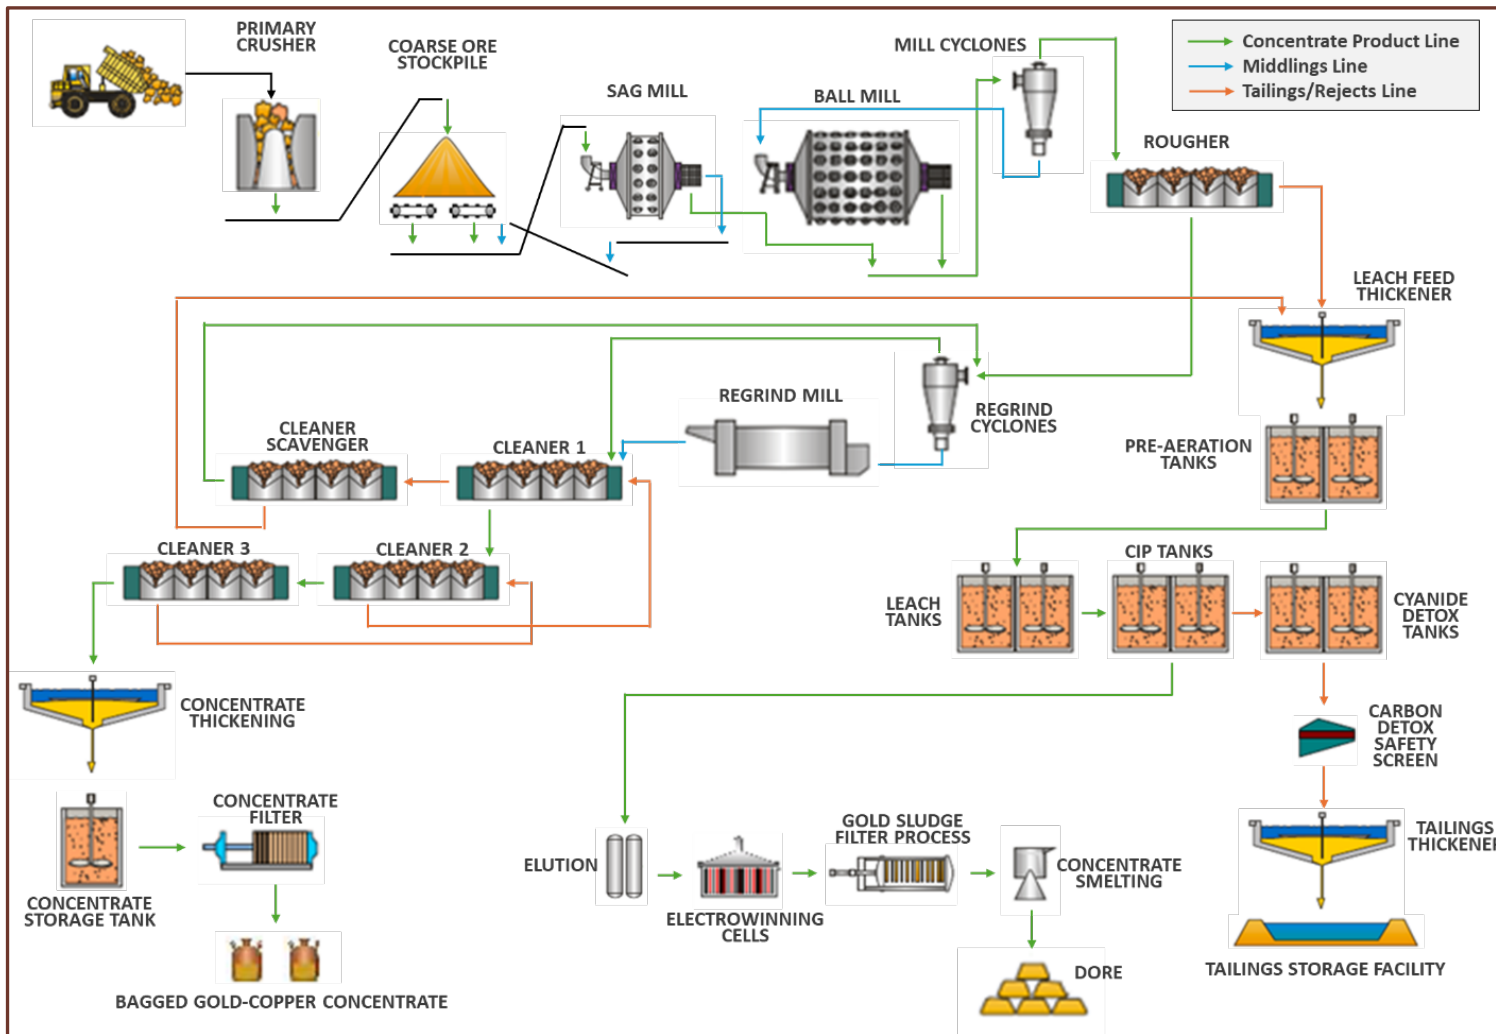 PRIMARY
CRUSHER
COARSE ORE
STOCKPILE
SAG MILL
BALL MILL
MILL CYCLONES
Concentrate Product Line
Middlings Line
Tailings/Rejects Line
ROUGHER
LEACH FEED
THICKENER
REGRIND MILL
REGRIND
CYCLONES
CLEANER
SCAVENGER
CLEANER 1
PRE-AERATION
TANKS
CLEANER 3
CLEANER 2
CIP TANKS
LEACH
TANKS
CYANIDE
DETOX
TANKS
CONCENTRATE
THICKENING
CARBON
DETOX
SAFETY
SCREEN
CONCENTRATE
FILTER
GOLD SLUDGE
FILTER PROCESS
TAILINGS
THICKENER
ELUTION
CONCENTRATE
SMELTING
CONCENTRATE
STORAGE TANK
ELECTROWINNING
CELLS
DORE
TAILINGS STORAGE FACILITY
BAGGED GOLD-COPPER CONCENTRATE